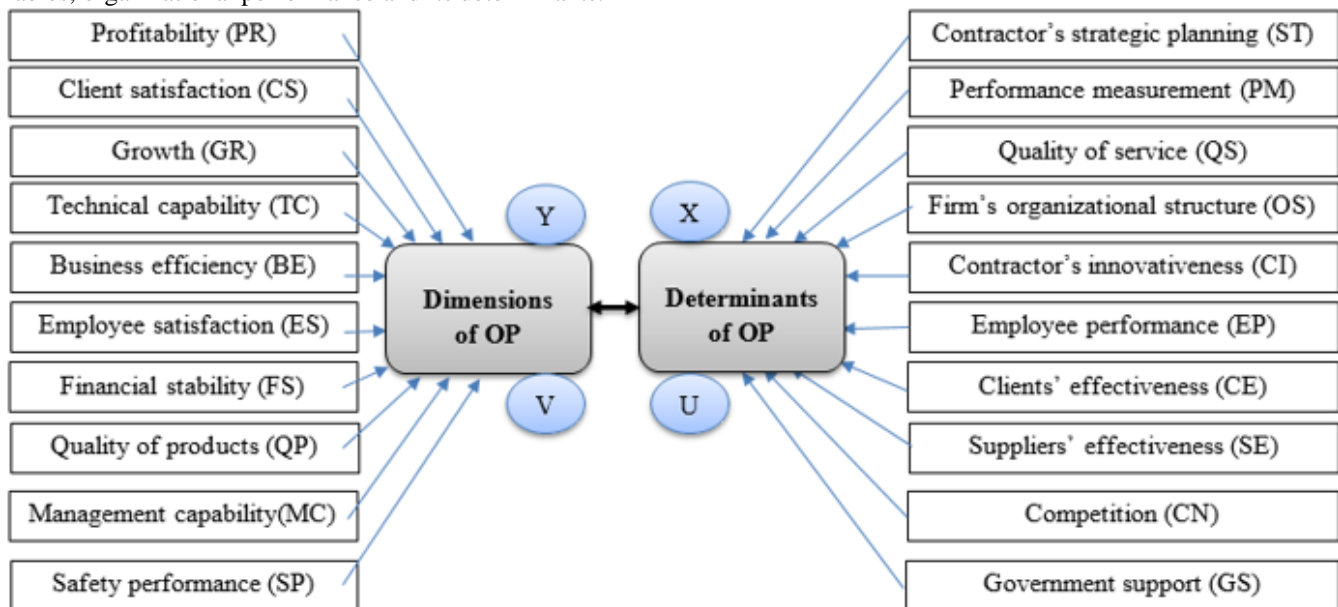 Profitability (PR)
Client satisfaction (CS)
Growth (GR)
Technical capability (TC)
Business efficiency (BE)
Employee satisfaction (ES)
Financial stability (FS)
Quality of products (QP)
Management capability(MC)
Safety performance (SP)
Y
Dimensions
of OP
V
X
Determinants
of OP
U
Contractor’s strategic planning (ST)
Performance measurement (PM)
Quality of service (QS)
Firm’s organizational structure (OS)
Contractor’s innovativeness (CI)
Employee performance (EP)
Clients’ effectiveness (CE)
Suppliers’ effectiveness (SE)
Competition (CN)
Government support (GS)